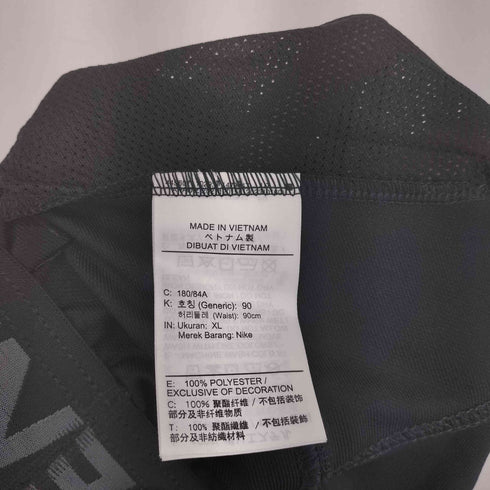 MADE IN VIETNAM
ベトナム製
DIBUAT DI VIETNAM
C: 180/84A
K: 호칭 (Generic): 90
허리둘레 (Waist): 90cm
IN: Ukuran: XL
Merek Barang: Nike
E: 100% POLYESTER /
EXCLUSIVE OF DECORATION
C: 100% 聚酯纤维 / 不包括装饰
部分及非纤维物质
T: 100% 聚酯纖維 / 不包括裝飾
部分及非紡織材料